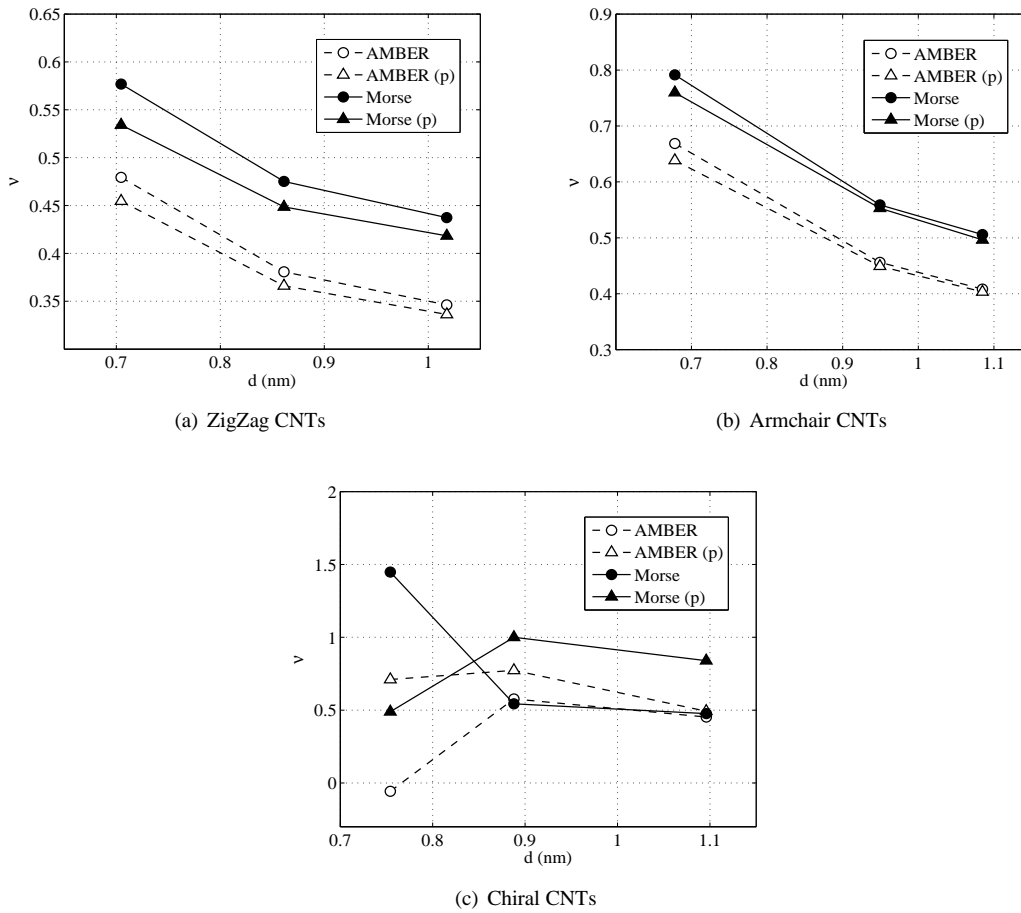 0.65
0.6
0.55
0.5
0.45
0.4
0.35
ν
0.7
0.8
0.9
1
d (nm)
AMBER
AMBER (p)
Morse
Morse (p)
(a) ZigZag CNTs
0.9
0.8
0.7
0.6
0.5
0.4
0.3
ν
0.6
0.7
0.8
0.9
1
1.1
d (nm)
AMBER
AMBER (p)
Morse
Morse (p)
(b) Armchair CNTs
2
1.5
1
0.5
0
ν
0.7
0.8
0.9
1
1.1
d (nm)
AMBER
AMBER (p)
Morse
Morse (p)
(c) Chiral CNTs